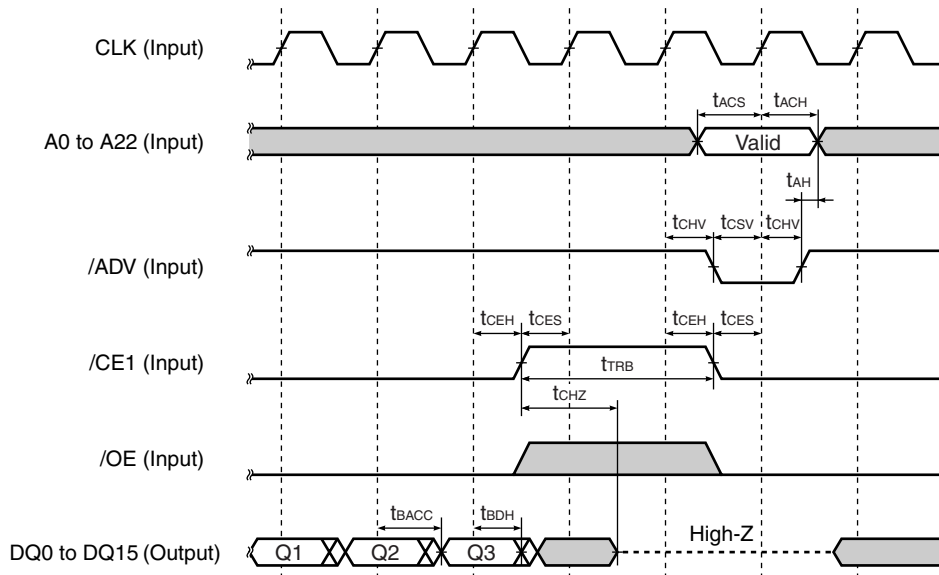 CLK (Input)
tACS tACH
A0 to A22 (Input) Valid
tAH
tCHV tCSV tCHV
/ADV (Input)
tCEH tCES tCEH tCES
/CE1 (Input) tTRB
tCHZ
/OE (Input)
tBACC tBDH
DQ0 to DQ15 (Output) Q1 Q2 Q3 High-Z